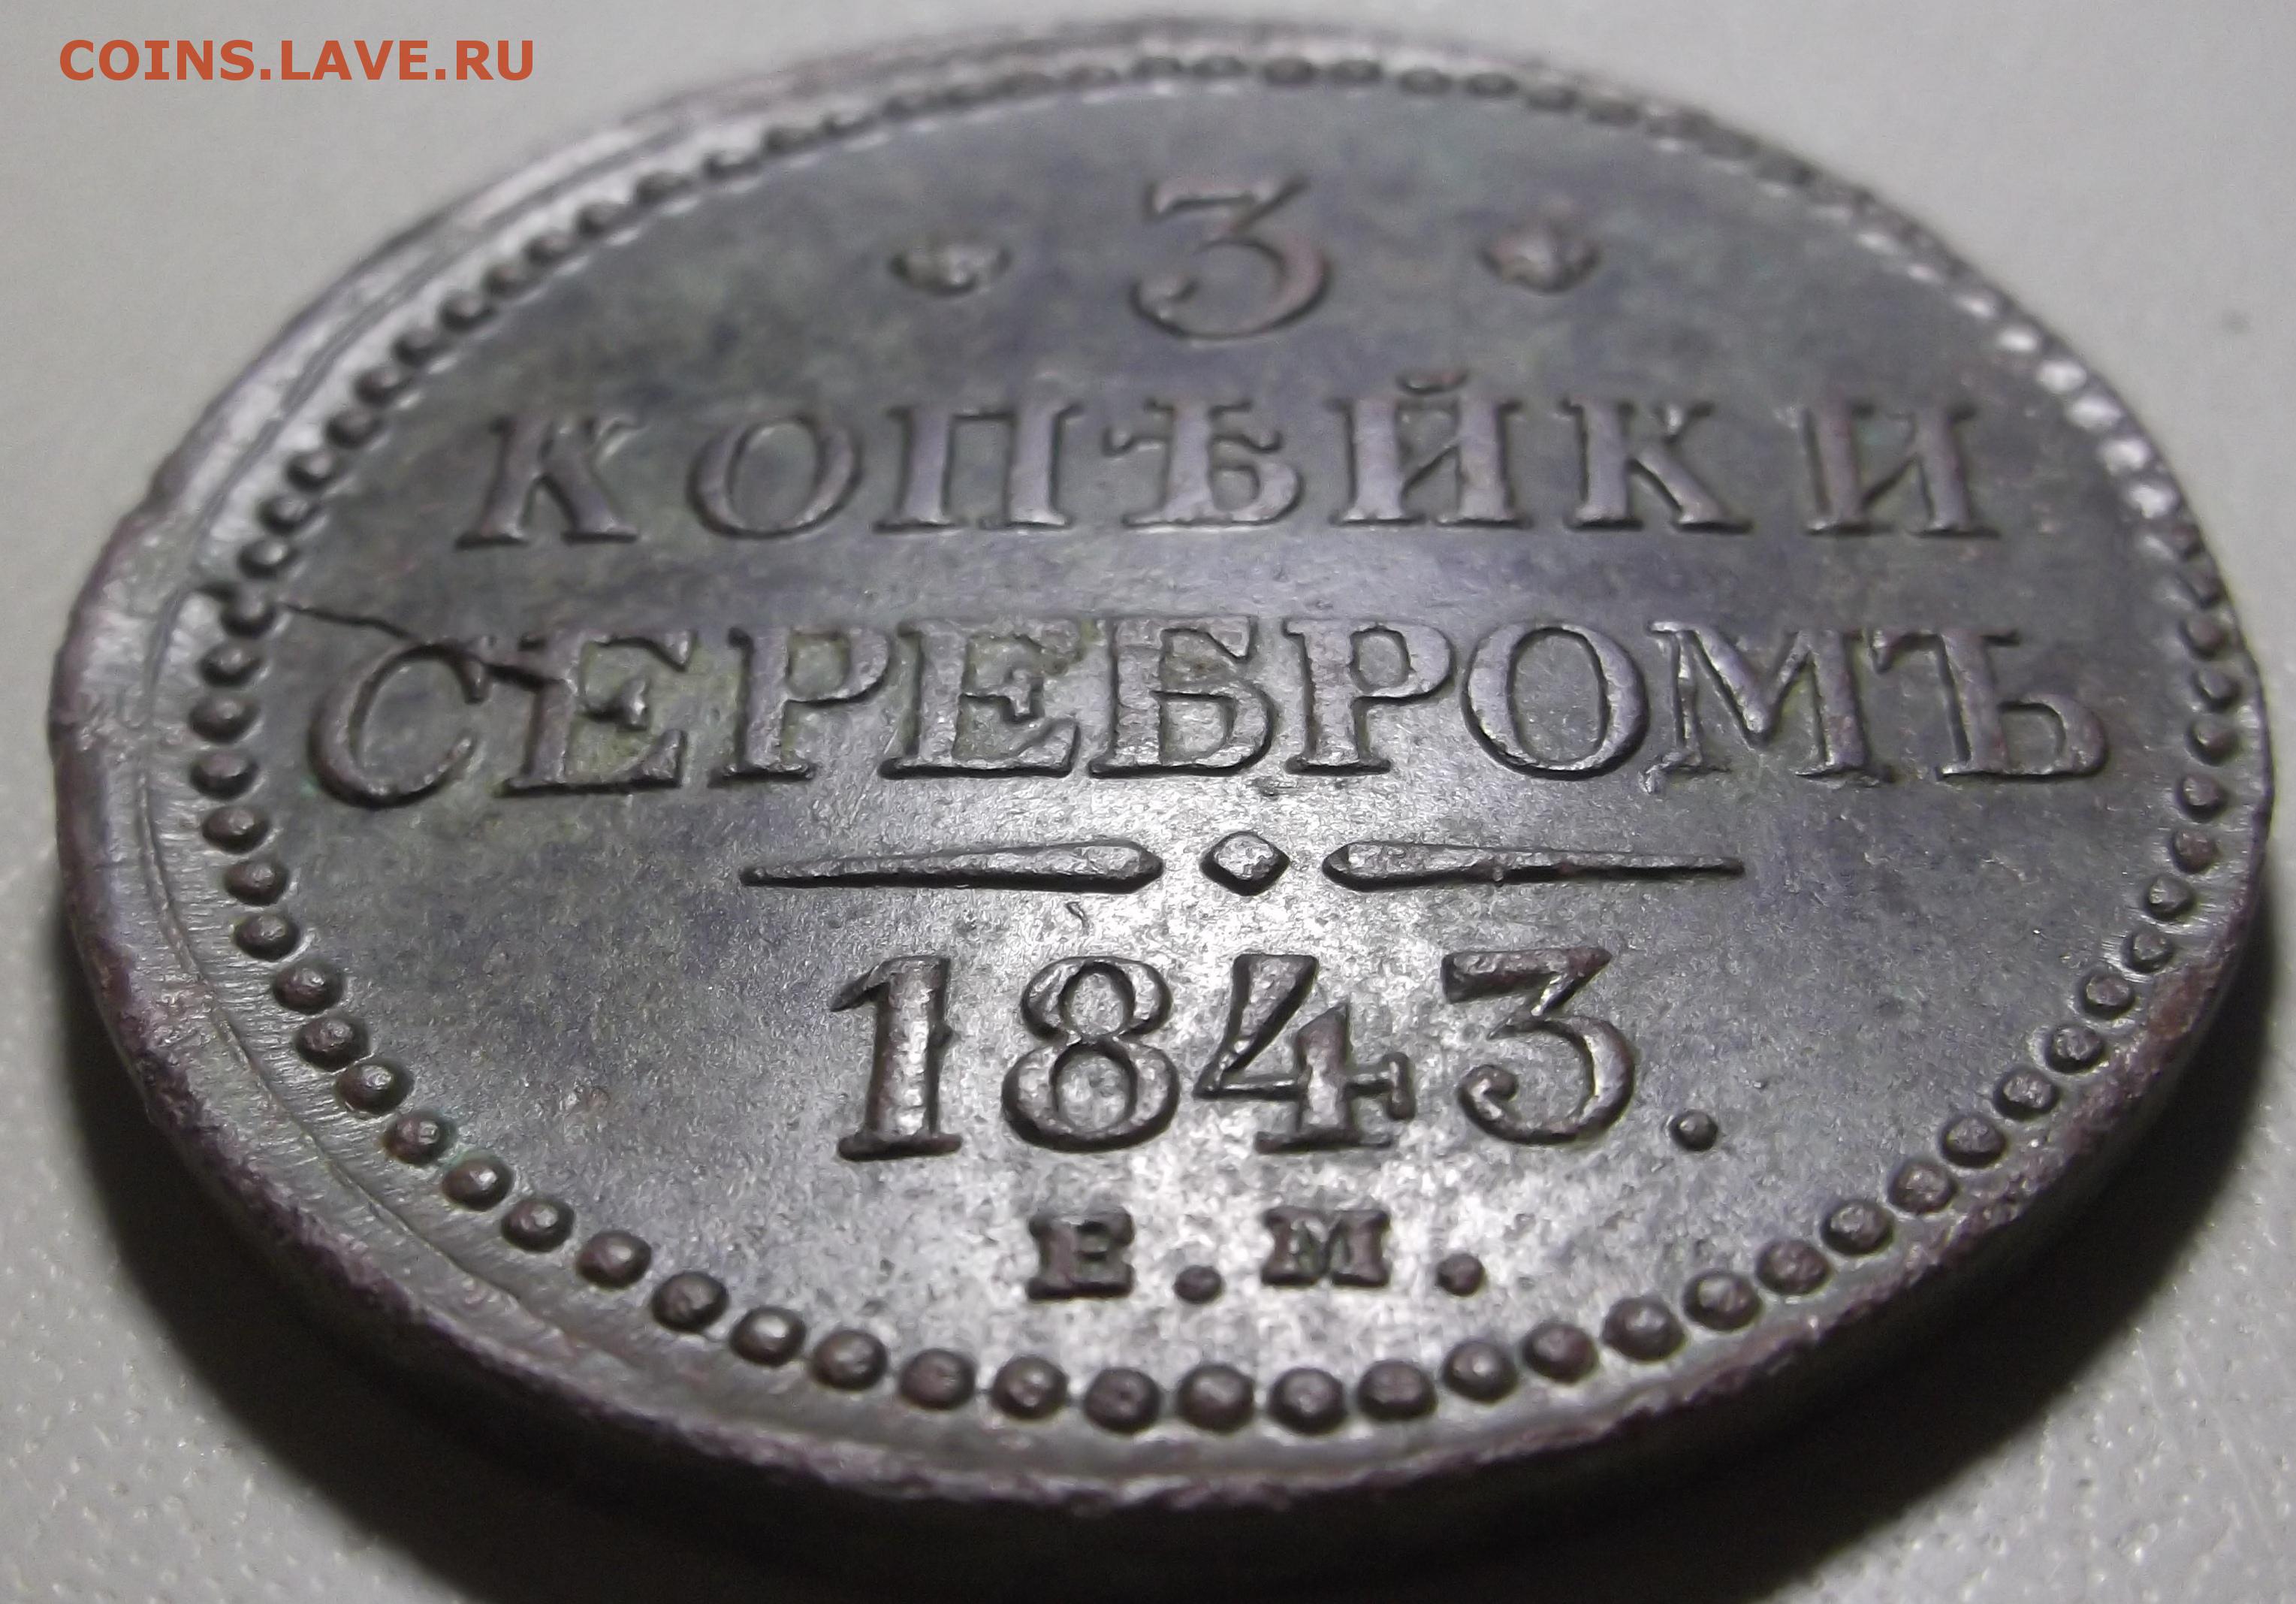 COINS.LAVE.RU
3
КОПѢЙКИ
СЕРЕБРОМЪ
1843.
Е.М.